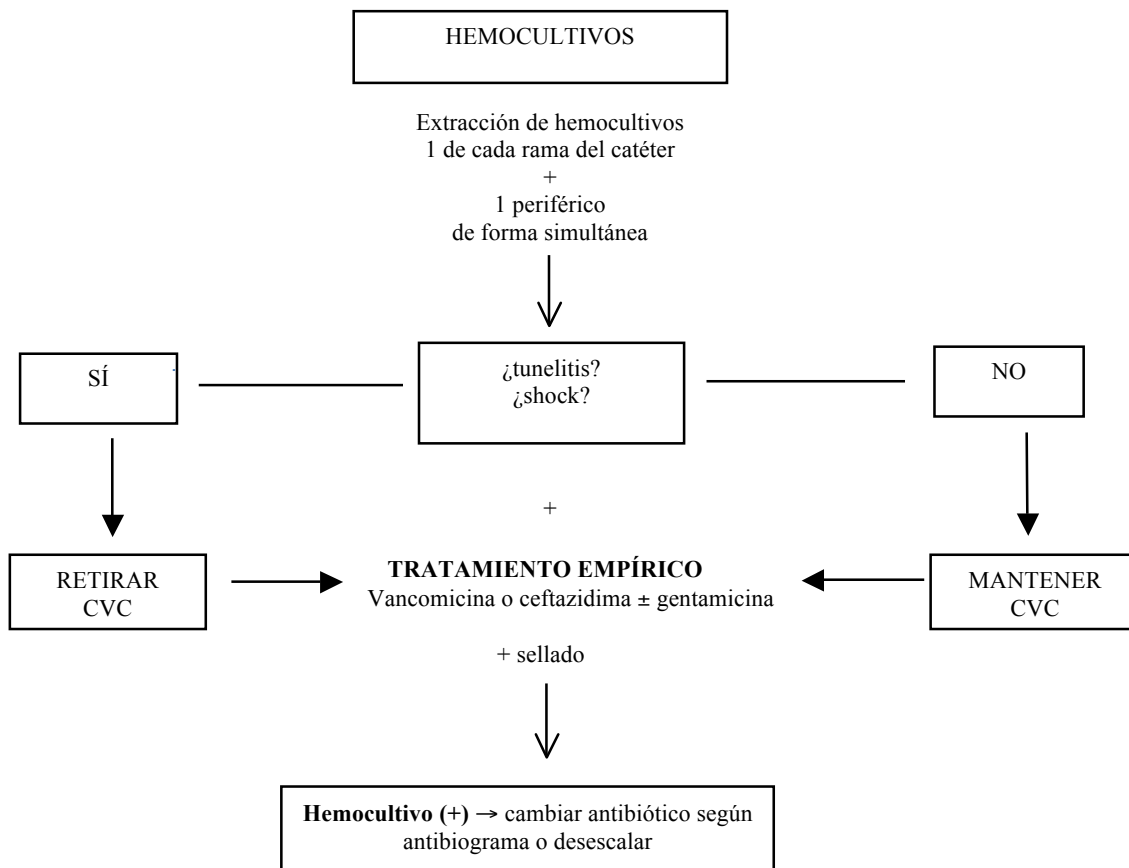 HEMOCULTIVOS
Extracción de hemocultivos
1 de cada rama del catéter
+
1 periférico
de forma simultánea
SÍ
¿tunelitis?
¿shock?
NO
+
RETIRAR
CVC
TRATAMIENTO EMPÍRICO
Vancomicina o ceftazidima ± gentamicina
MANTENER
CVC
+ sellado
Hemocultivo (+) → cambiar antibiótico según
antibiograma o desescalar